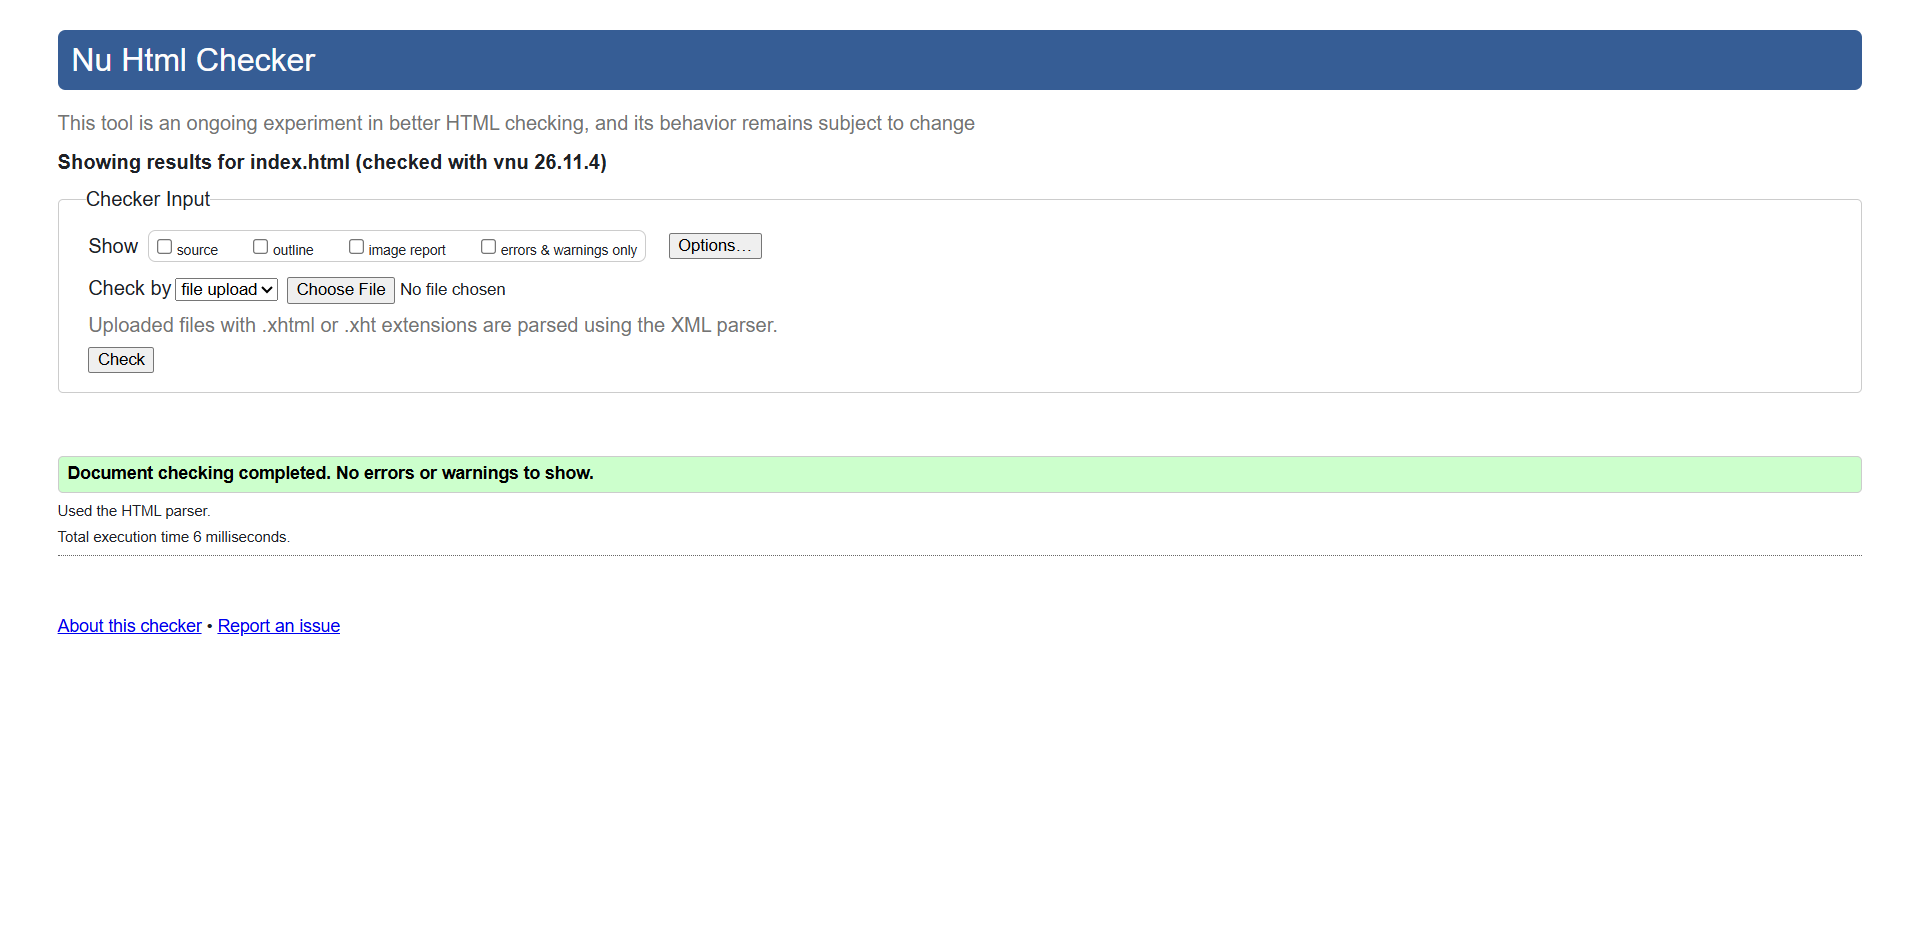 Nu Html Checker
This tool is an ongoing experiment in better HTML checking, and its behavior remains subject to change
Showing results for index.html (checked with vnu 26.11.4)
Checker Input
Show source outline image report errors & warnings only Options…
Check by file upload Choose File No file chosen
Uploaded files with .xhtml or .xht extensions are parsed using the XML parser.
Check
Document checking completed. No errors or warnings to show.
Used the HTML parser.
Total execution time 6 milliseconds.
About this checker • Report an issue